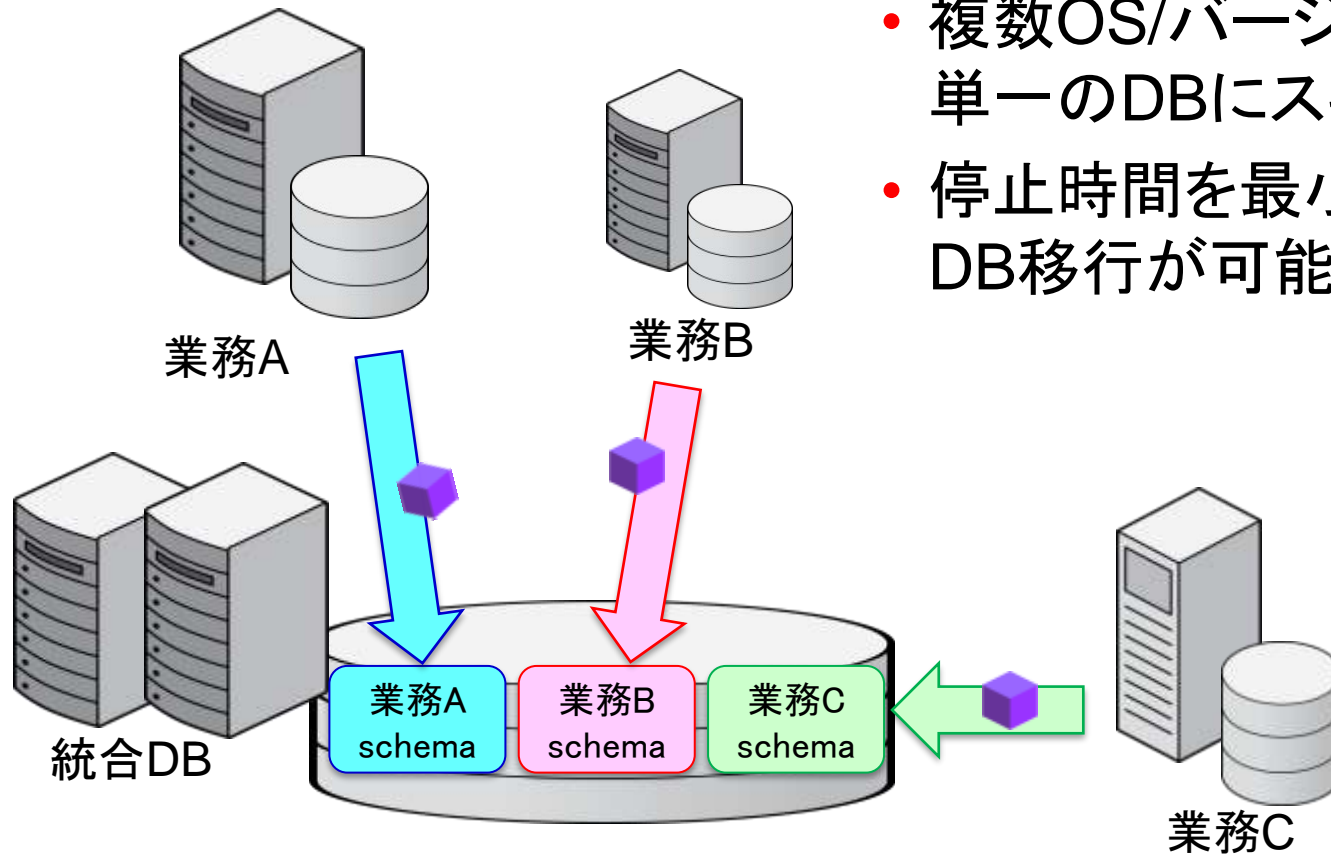 • 複数OS/バージ
単一のDBにス
• 停止時間を最
DB移行が可能
業務A
業務B
業務A
schema
業務B
schema
業務C
schema
統合DB
業務C